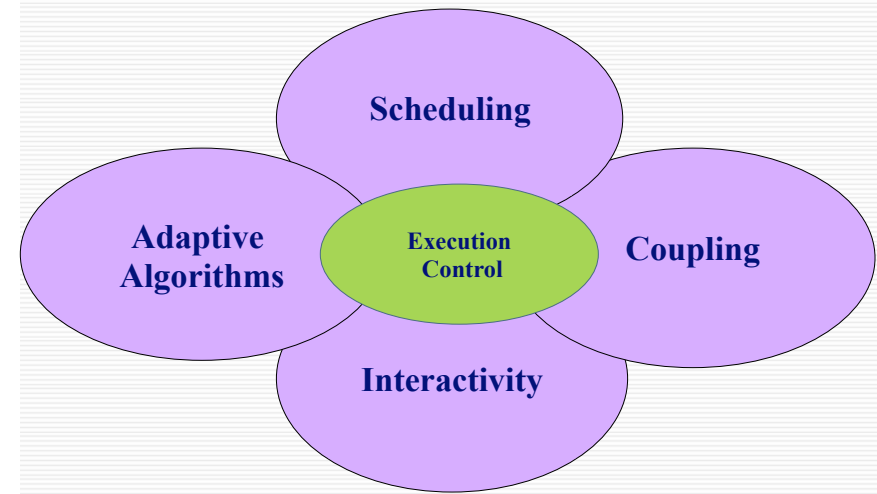 Scheduling
Adaptive
Algorithms
Execution
Control
Coupling
Interactivity